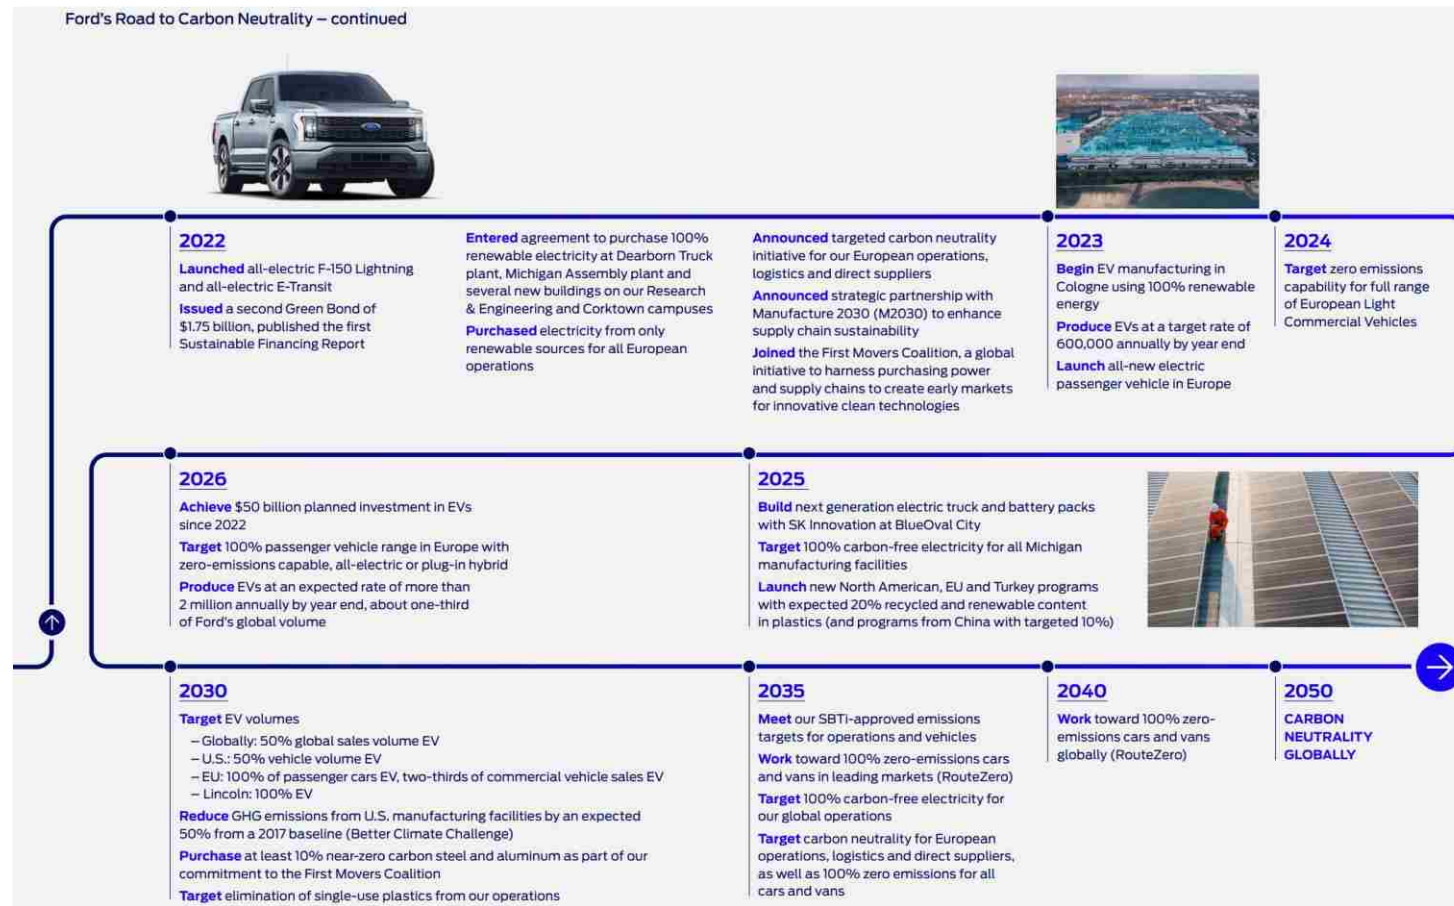 Ford's Road to Carbon Neutrality – continued
2022
Launched all-electric F-150 Lightning
and all-electric E-Transit
Issued a second Green Bond of
$1.75 billion, published the first
Sustainable Financing Report
Entered agreement to purchase 100%
renewable electricity at Dearborn Truck
plant, Michigan Assembly plant and
several new buildings on our Research
& Engineering and Corktown campuses
Purchased electricity from only
renewable sources for all European
operations
Announced targeted carbon neutrality
initiative for our European operations,
logistics and direct suppliers
Announced strategic partnership with
Manufacture 2030 (M2030) to enhance
supply chain sustainability
Joined the First Movers Coalition, a global
initiative to harness purchasing power
and supply chains to create early markets
for innovative clean technologies
2023
Begin EV manufacturing in
Cologne using 100% renewable
energy
Produce EVs at a target rate of
600,000 annually by year end
Launch all-new electric
passenger vehicle in Europe
2024
Target zero emissions
capability for full range
of European Light
Commercial Vehicles
2026
Achieve $50 billion planned investment in EVs
since 2022
Target 100% passenger vehicle range in Europe with
zero-emissions capable, all-electric or plug-in hybrid
Produce EVs at an expected rate of more than
2 million annually by year end, about one-third
of Ford's global volume
2025
Build next generation electric truck and battery packs
with SK Innovation at BlueOval City
Target 100% carbon-free electricity for all Michigan
manufacturing facilities
Launch new North American, EU and Turkey programs
with expected 20% recycled and renewable content
in plastics (and programs from China with targeted 10%)
2030
Target EV volumes
– Globally: 50% global sales volume EV
– U.S.: 50% vehicle volume EV
– EU: 100% of passenger cars EV, two-thirds of commercial vehicle sales EV
– Lincoln: 100% EV
Reduce GHG emissions from U.S. manufacturing facilities by an expected
50% from a 2017 baseline (Better Climate Challenge)
Purchase at least 10% near-zero carbon steel and aluminum as part of our
commitment to the First Movers Coalition
Target elimination of single-use plastics from our operations
2035
Meet our SBTi-approved emissions
targets for operations and vehicles
Work toward 100% zero-emissions cars
and vans in leading markets (RouteZero)
Target 100% carbon-free electricity for
our global operations
Target carbon neutrality for European
operations, logistics and direct suppliers,
as well as 100% zero emissions for all
cars and vans
2040
Work toward 100% zero-
emissions cars and vans
globally (RouteZero)
2050
CARBON
NEUTRALITY
GLOBALLY